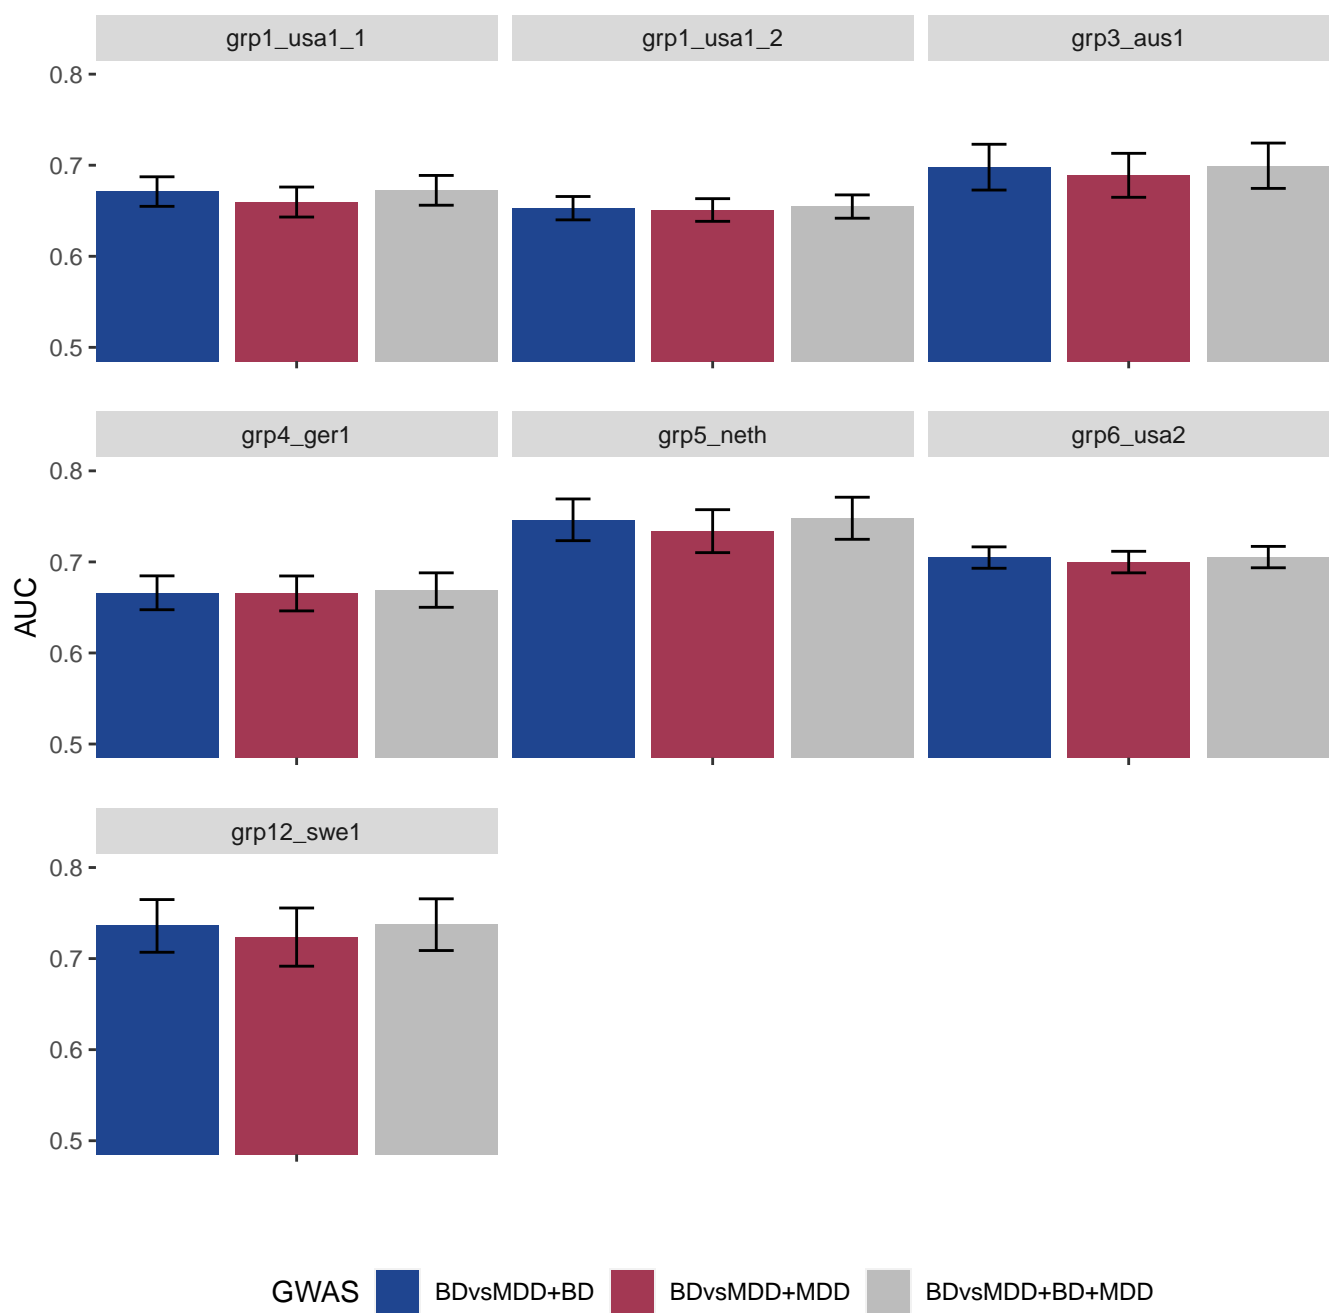 grp1_usa1_1 grp1_usa1_2 grp3_aus1
0.8
0.7
0.6
0.5
grp4_ger1 grp5_neth grp6_usa2
0.8
0.7
0.6
0.5
AUC
grp12_swe1
0.8
0.7
0.6
0.5
GWAS BDvsMDD+BD BDvsMDD+MDD BDvsMDD+BD+MDD